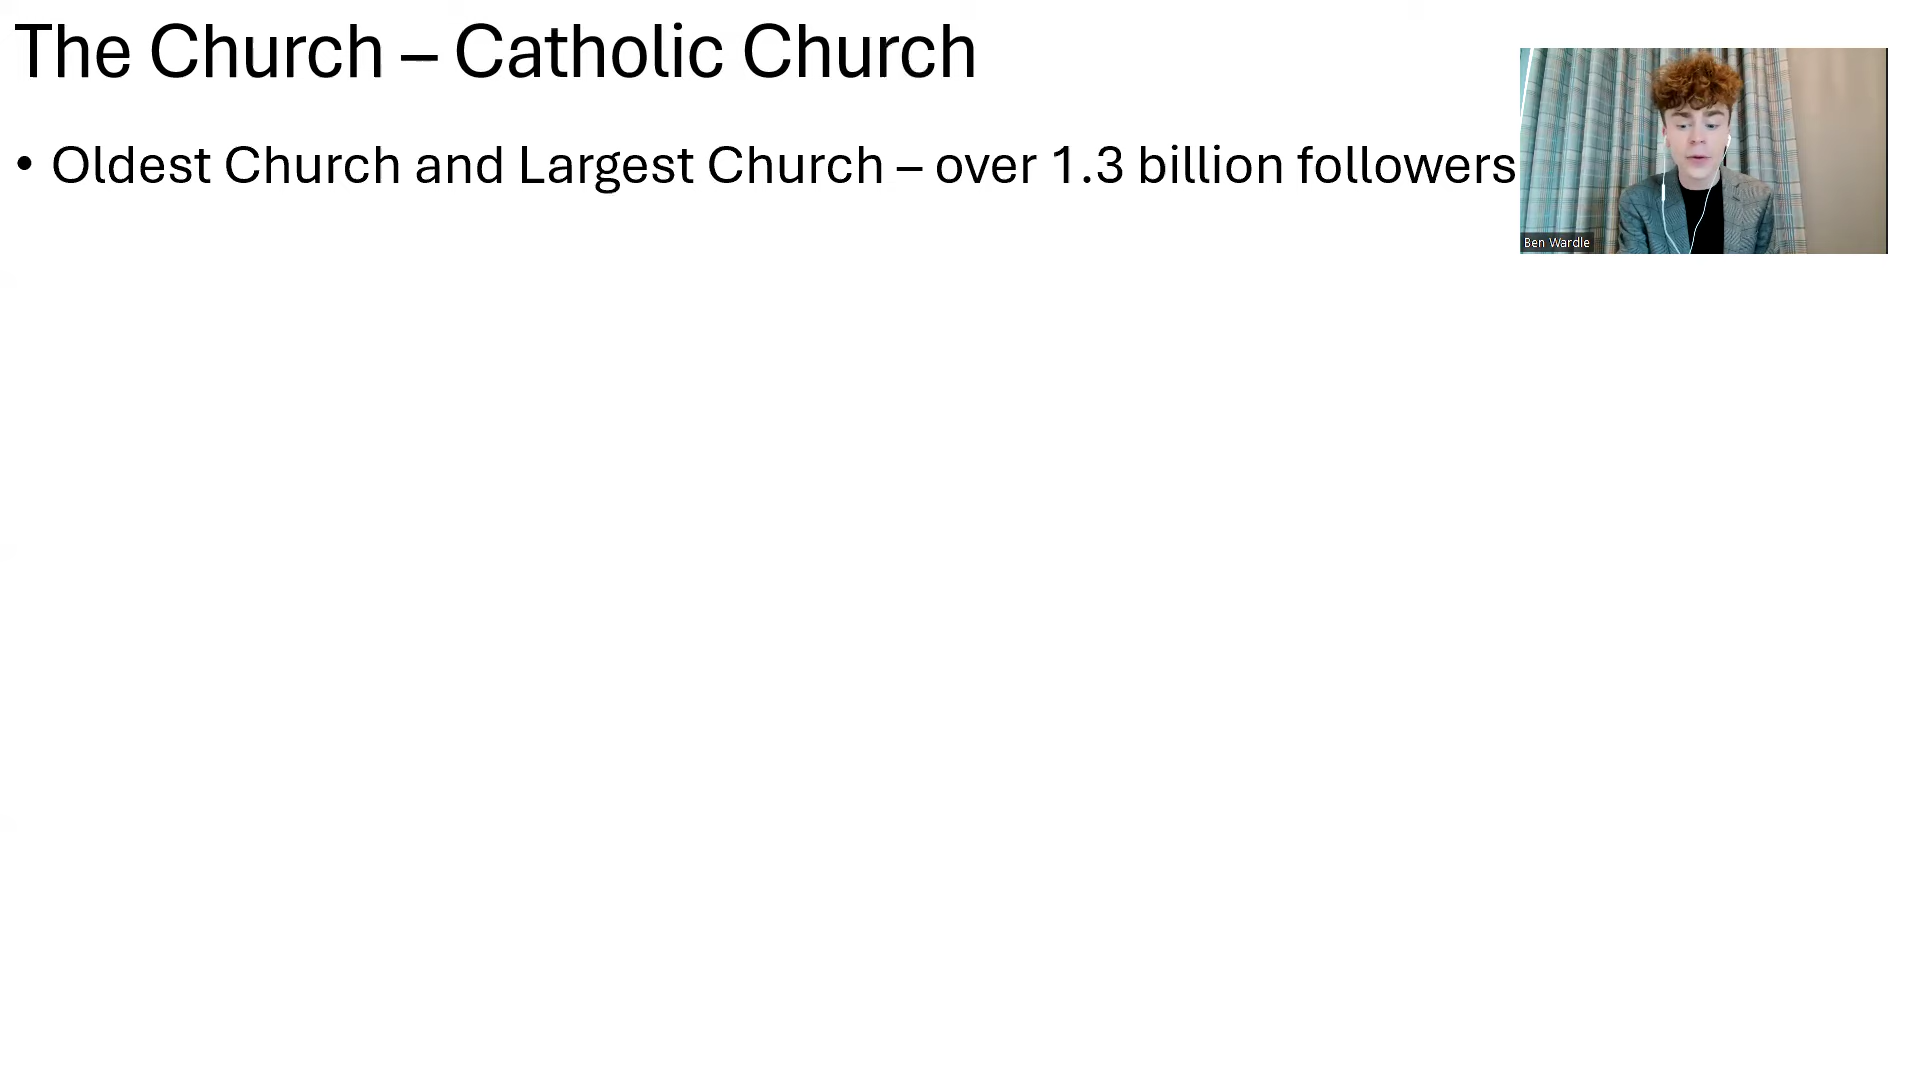 The Church – Catholic Church
• Oldest Church and Largest Church – over 1.3 billion followers
Ben Wardle